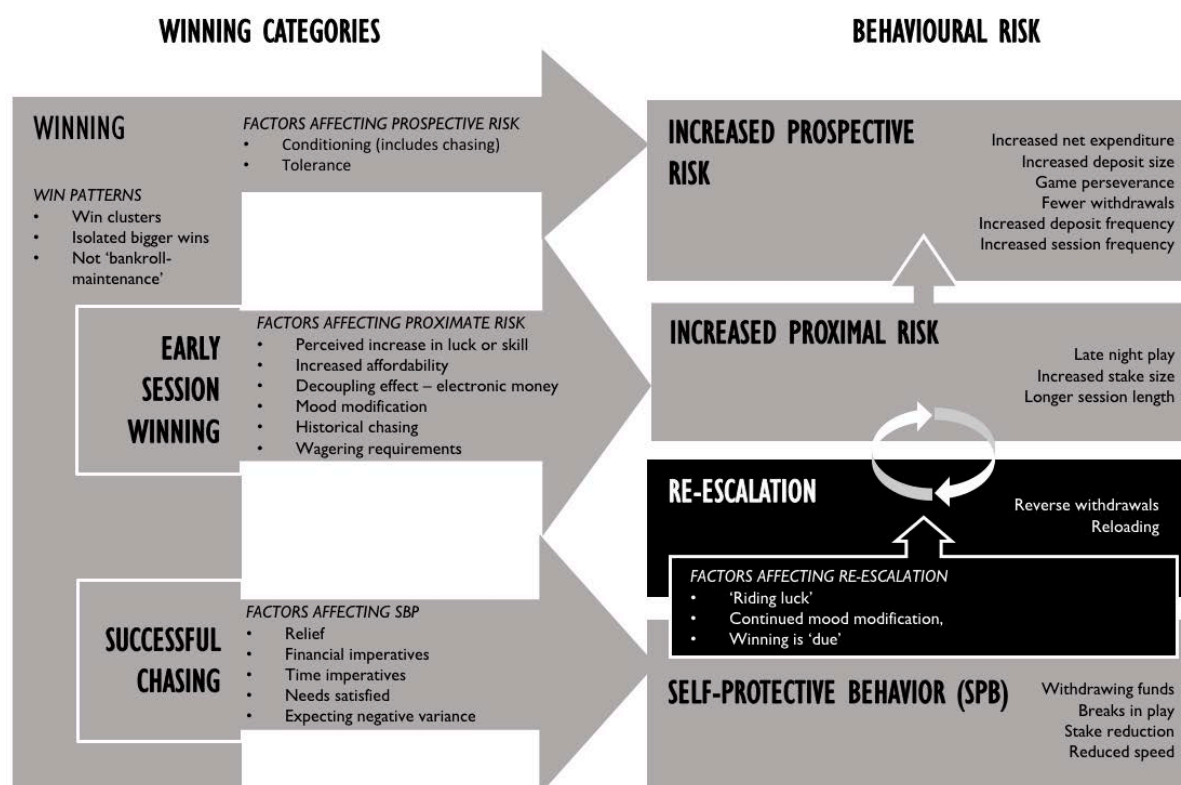 WINNING CATEGORIES
BEHAVIOURAL RISK
WINNING
WIN PATTERNS
• Win clusters
• Isolated bigger wins
• Not ‘bankroll-
maintenance’
FACTORS AFFECTING PROSPECTIVE RISK
• Conditioning (includes chasing)
• Tolerance
INCREASED PROSPECTIVE
RISK
Increased net expenditure
Increased deposit size
Game perseverance
Fewer withdrawals
Increased deposit frequency
Increased session frequency
EARLY
SESSION
WINNING
FACTORS AFFECTING PROXIMATE RISK
• Perceived increase in luck or skill
• Increased affordability
• Decoupling effect – electronic money
• Mood modification
• Historical chasing
• Wagering requirements
INCREASED PROXIMAL RISK
Late night play
Increased stake size
Longer session length
RE-ESCALATION
Reverse withdrawals
Reloading
FACTORS AFFECTING RE-ESCALATION
• ‘Riding luck’
• Continued mood modification,
• Winning is ‘due’
SUCCESSFUL
CHASING
FACTORS AFFECTING SBP
• Relief
• Financial imperatives
• Time imperatives
• Needs satisfied
• Expecting negative variance
SELF-PROTECTIVE BEHAVIOR (SPB)
Withdrawing funds
Breaks in play
Stake reduction
Reduced speed